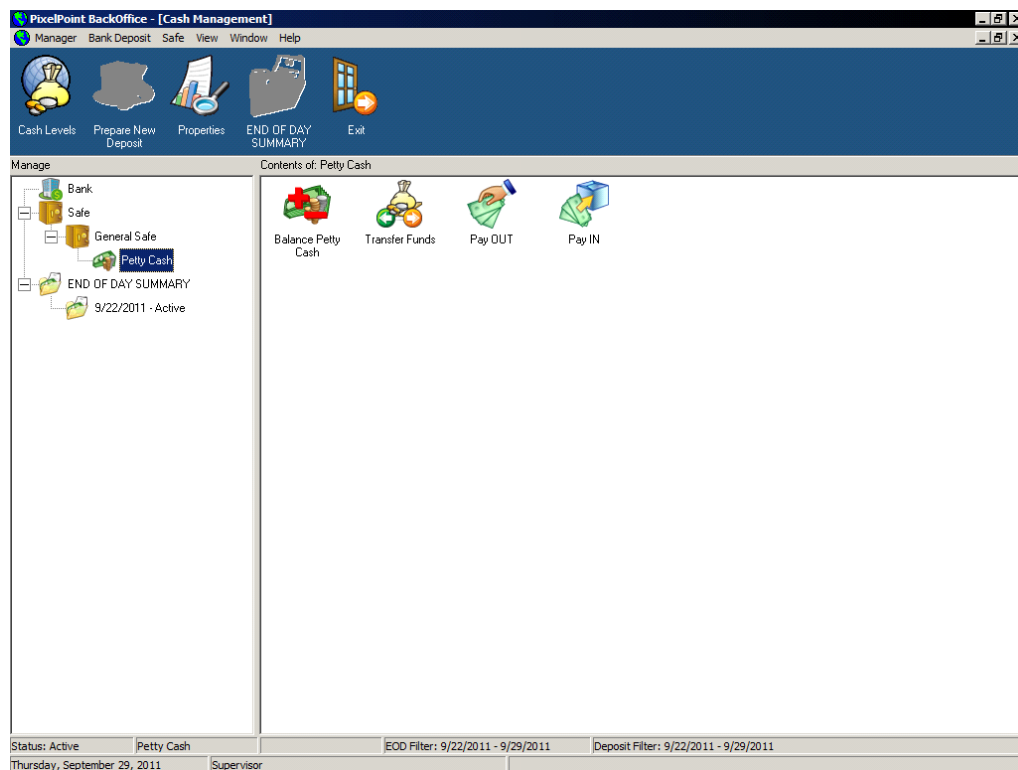 PixelPoint BackOffice - [Cash Management]
Manager Bank Deposit Safe View Window Help
Cash Levels
Prepare New
Deposit
Properties
END OF DAY
SUMMARY
Exit
Manage
Contents of: Petty Cash
Bank
Safe
General Safe
Petty Cash
END OF DAY SUMMARY
9/22/2011 - Active
Balance Petty
Cash
Transfer Funds
Pay OUT
Pay IN
Status: Active Petty Cash EOD Filter: 9/22/2011 - 9/29/2011 Deposit Filter: 9/22/2011 - 9/29/2011
Thursday, September 29, 2011 Supervisor